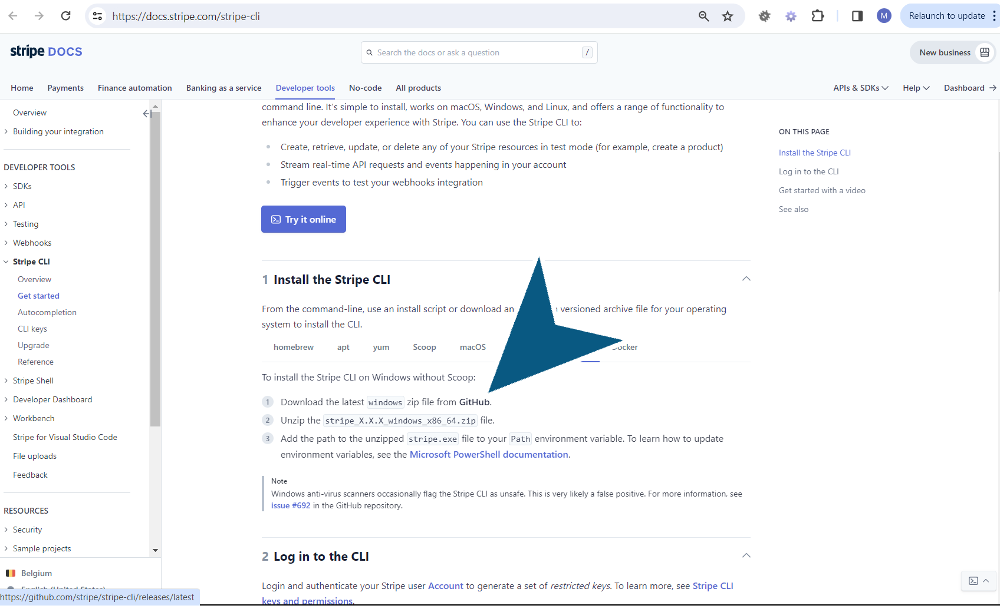 https://docs.stripe.com/stripe-cli
M
Relaunch to update
stripe DOCS
Search the docs or ask a question
/
New business
Home
Payments
Finance automation
Banking as a service
Developer tools
No-code
All products
APIs & SDKs
Help
Dashboard
Overview
Building your integration
DEVELOPER TOOLS
SDKs
API
Testing
Webhooks
Stripe CLI
Overview
Get started
Autocompletion
CLI keys
Upgrade
Reference
Stripe Shell
Developer Dashboard
Workbench
Stripe for Visual Studio Code
File uploads
Feedback
RESOURCES
Security
Sample projects
Belgium
English (United States)
https://github.com/stripe/stripe-cli/releases/latest
command line. It’s simple to install, works on macOS, Windows, and Linux, and offers a range of functionality to
enhance your developer experience with Stripe. You can use the Stripe CLI to:
Create, retrieve, update, or delete any of your Stripe resources in test mode (for example, create a product)
Stream real-time API requests and events happening in your account
Trigger events to test your webhooks integration
Try it online
1 Install the Stripe CLI
From the command-line, use an install script or download an versioned archive file for your operating
system to install the CLI.
homebrew
apt
yum
Scoop
macOS
Docker
To install the Stripe CLI on Windows without Scoop:
1 Download the latest windows zip file from GitHub.
2 Unzip the stripe_X.X.X_windows_x86_64.zip file.
3 Add the path to the unzipped stripe.exe file to your Path environment variable. To learn how to update
environment variables, see the Microsoft PowerShell documentation.
Note
Windows anti-virus scanners occasionally flag the Stripe CLI as unsafe. This is very likely a false positive. For more information, see
issue #692 in the GitHub repository.
2 Log in to the CLI
Login and authenticate your Stripe user Account to generate a set of restricted keys. To learn more, see Stripe CLI
keys and permissions.
ON THIS PAGE
Install the Stripe CLI
Log in to the CLI
Get started with a video
See also